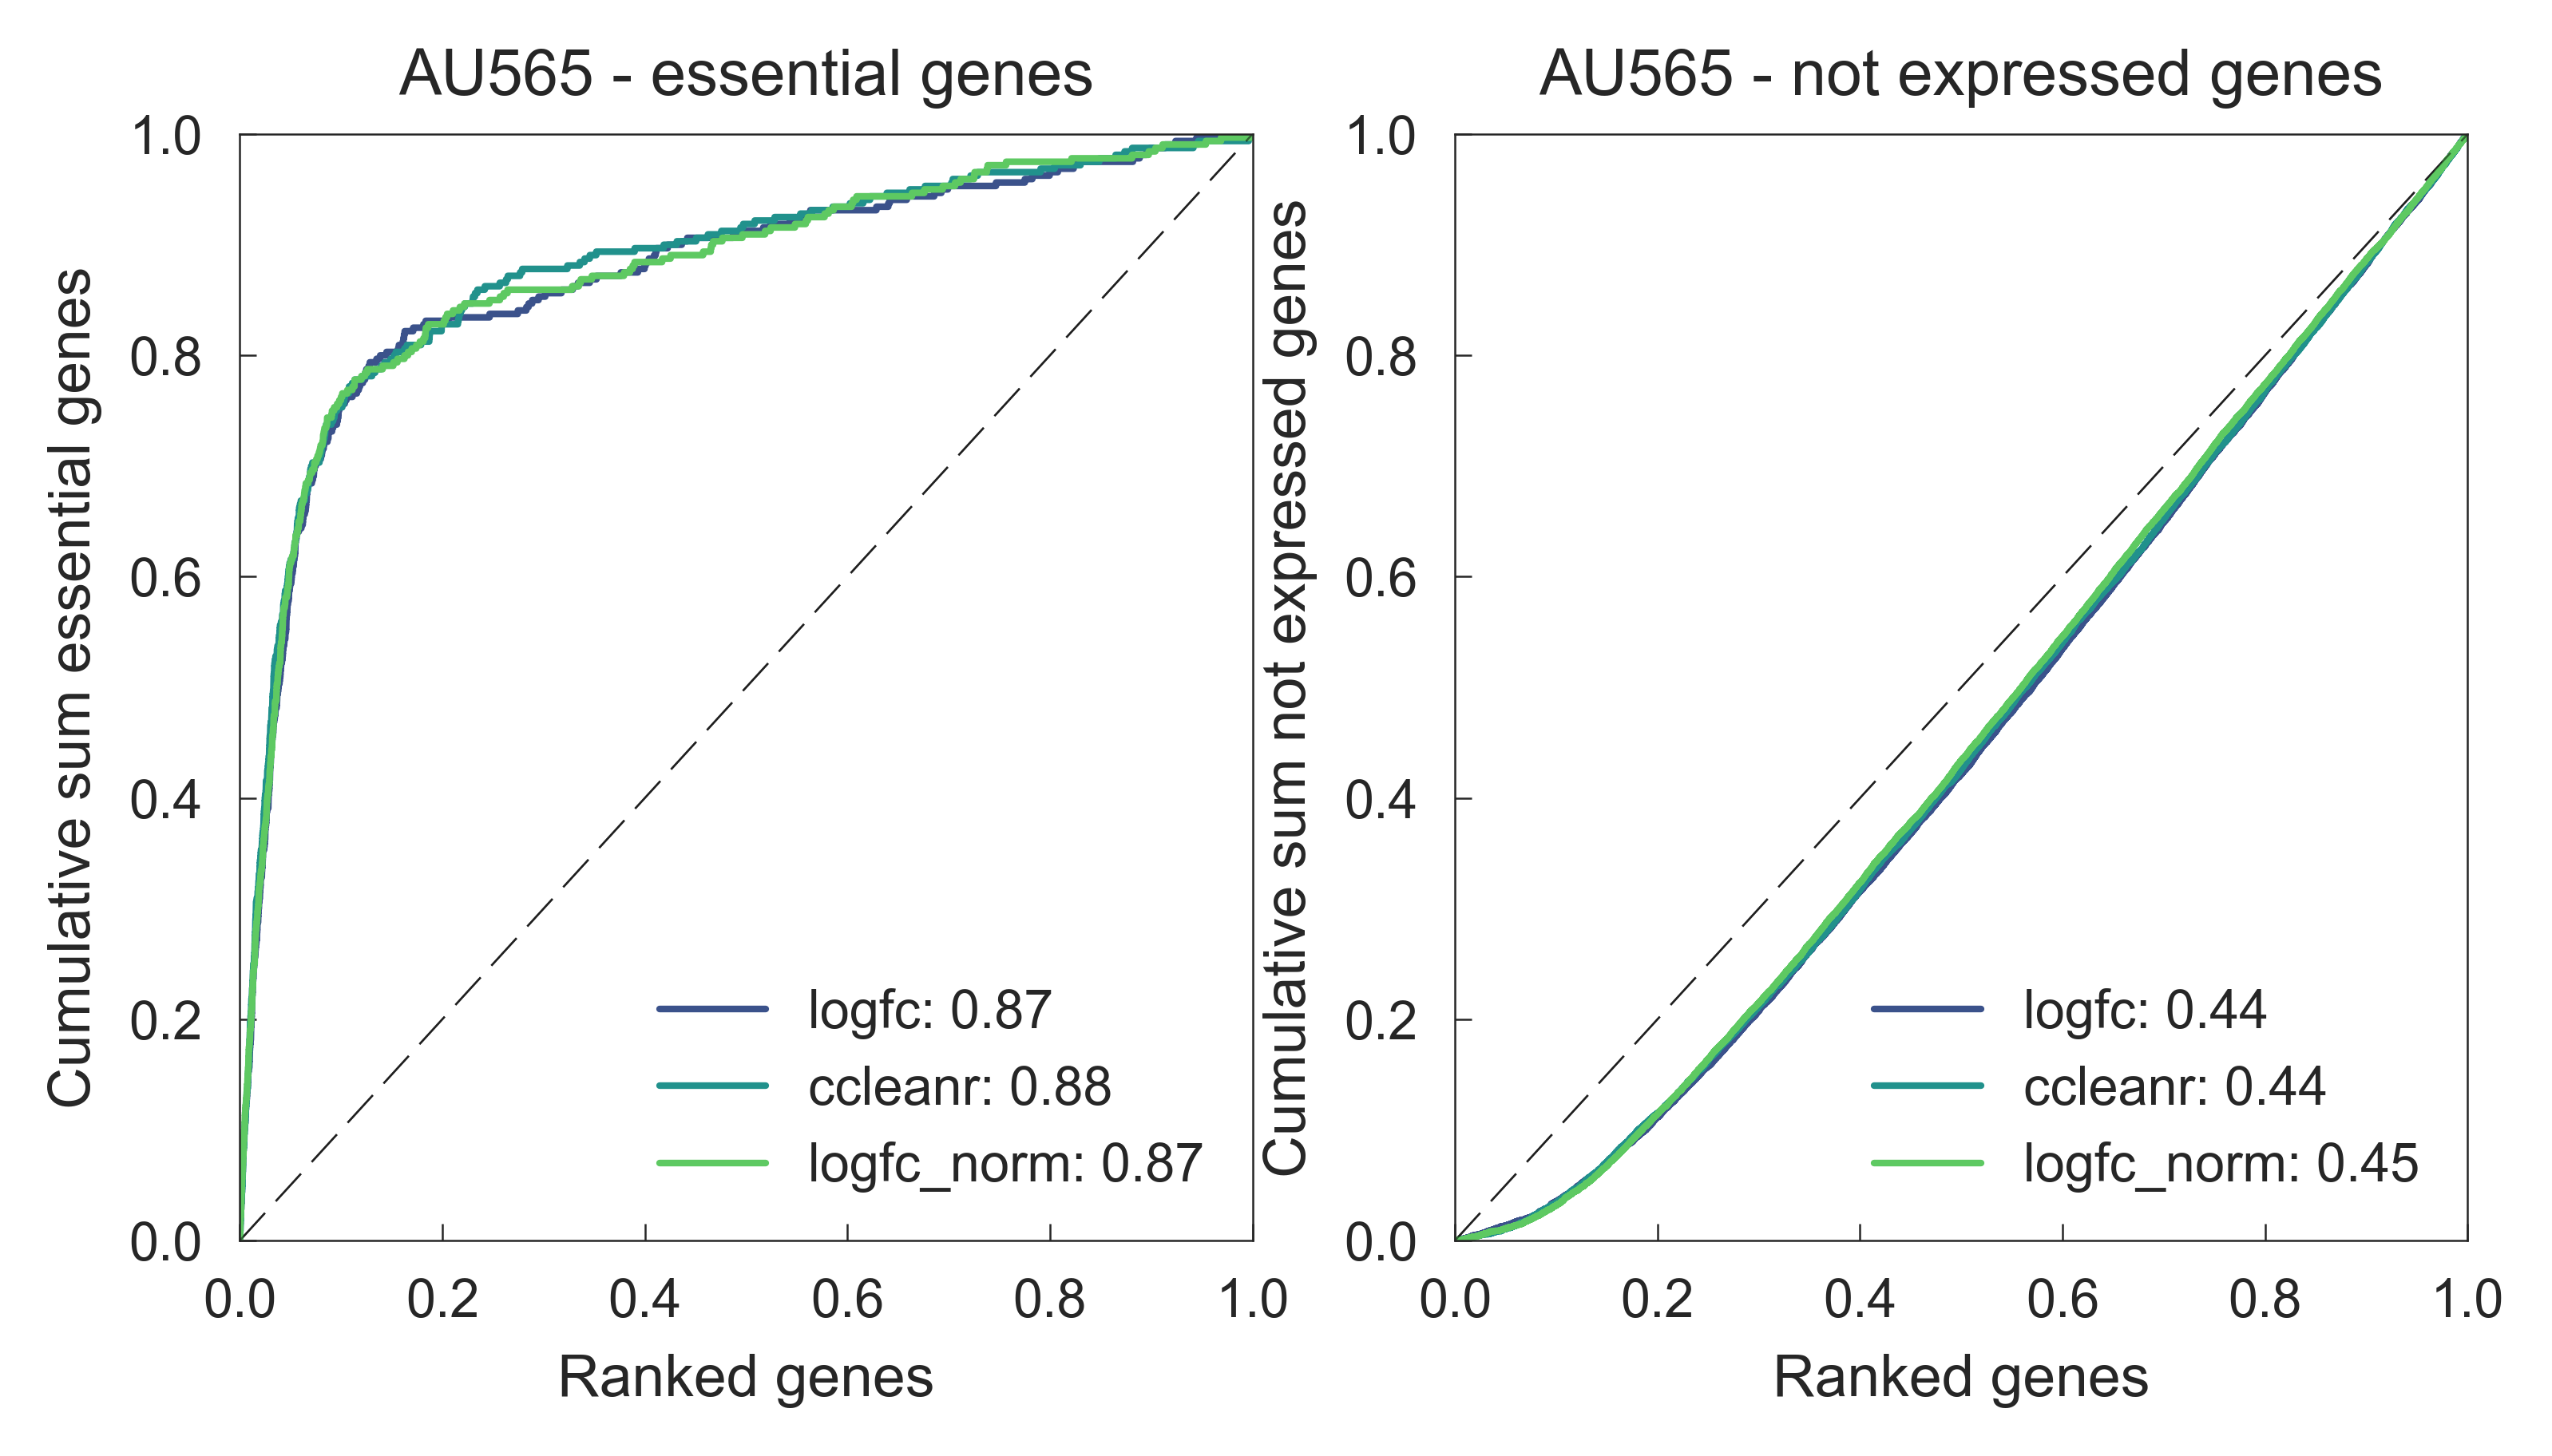 AU565 - essential genes
Cumulative sum essential genes
1.0
0.8
0.6
0.4
0.2
0.0
0.0 0.2 0.4 0.6 0.8 1.0
Ranked genes
logfc: 0.87
ccleanr: 0.88
logfc_norm: 0.87
AU565 - not expressed genes
Cumulative sum not expressed genes
1.0
0.8
0.6
0.4
0.2
0.0
0.0 0.2 0.4 0.6 0.8 1.0
Ranked genes
logfc: 0.44
ccleanr: 0.44
logfc_norm: 0.45